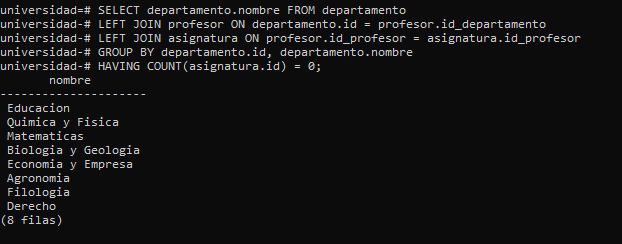 universidad=# SELECT departamento.nombre FROM departamento
universidad-# LEFT JOIN profesor ON departamento.id = profesor.id_departamento
universidad-# LEFT JOIN asignatura ON profesor.id_profesor = asignatura.id_profesor
universidad-# GROUP BY departamento.id, departamento.nombre
universidad-# HAVING COUNT(asignatura.id) = 0;
nombre
---------------------
Educacion
Quimica y Fisica
Matematicas
Biologia y Geologia
Economia y Empresa
Agronomia
Filologia
Derecho
(8 filas)